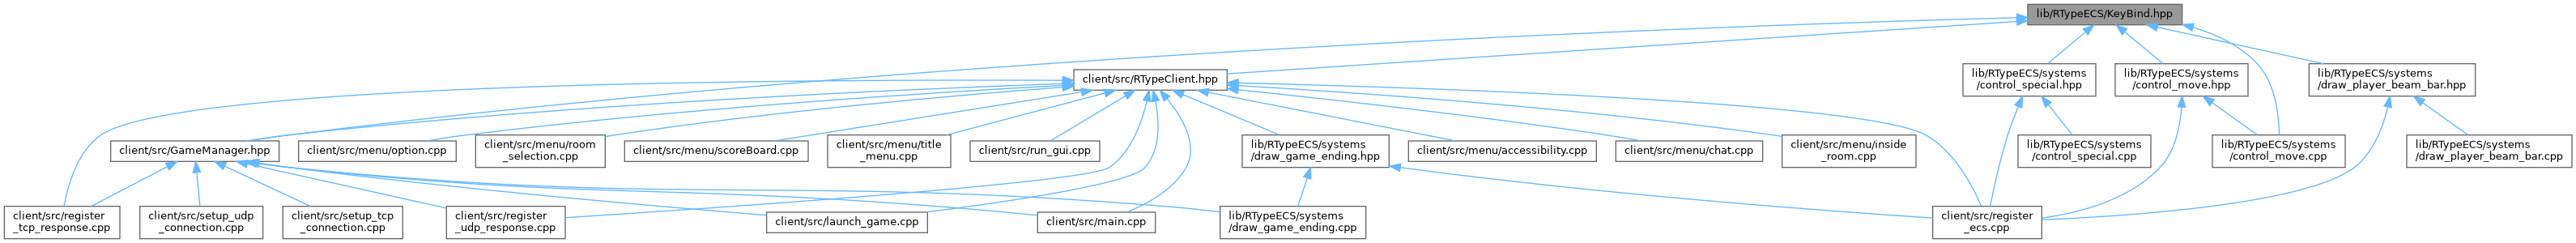 lib/RTypeECS/KeyBind.hpp
client/src/RTypeClient.hpp
lib/RTypeECS/systems
/control_special.hpp
lib/RTypeECS/systems
/control_move.hpp
lib/RTypeECS/systems
/draw_player_beam_bar.hpp
client/src/GameManager.hpp
client/src/menu/option.cpp
client/src/menu/room
_selection.cpp
client/src/menu/scoreBoard.cpp
client/src/menu/title
_menu.cpp
client/src/run_gui.cpp
lib/RTypeECS/systems
/draw_game_ending.hpp
client/src/menu/accessibility.cpp
client/src/menu/chat.cpp
client/src/menu/inside
_room.cpp
lib/RTypeECS/systems
/control_special.cpp
lib/RTypeECS/systems
/control_move.cpp
lib/RTypeECS/systems
/draw_player_beam_bar.cpp
client/src/register
_tcp_response.cpp
client/src/setup_udp
_connection.cpp
client/src/setup_tcp
_connection.cpp
client/src/register
_udp_response.cpp
client/src/launch_game.cpp
client/src/main.cpp
lib/RTypeECS/systems
/draw_game_ending.cpp
client/src/register
_ecs.cpp